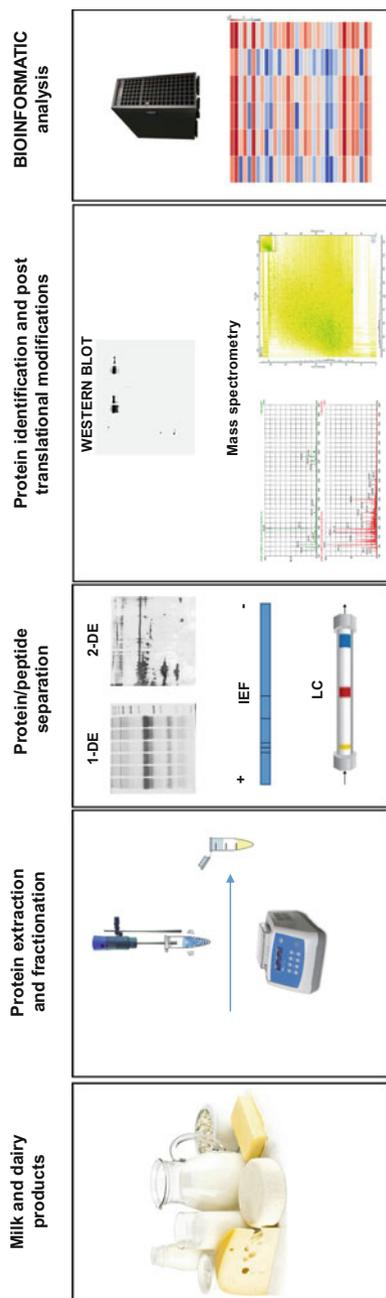 Milk and dairy
products
Protein extraction
and fractionation
Protein/peptide
separation
1-DE
2-DE
+
IEF
-
LC
Protein identification and post
translational modifications
WESTERN BLOT
Mass spectrometry
BIOINFORMATIC
analysis